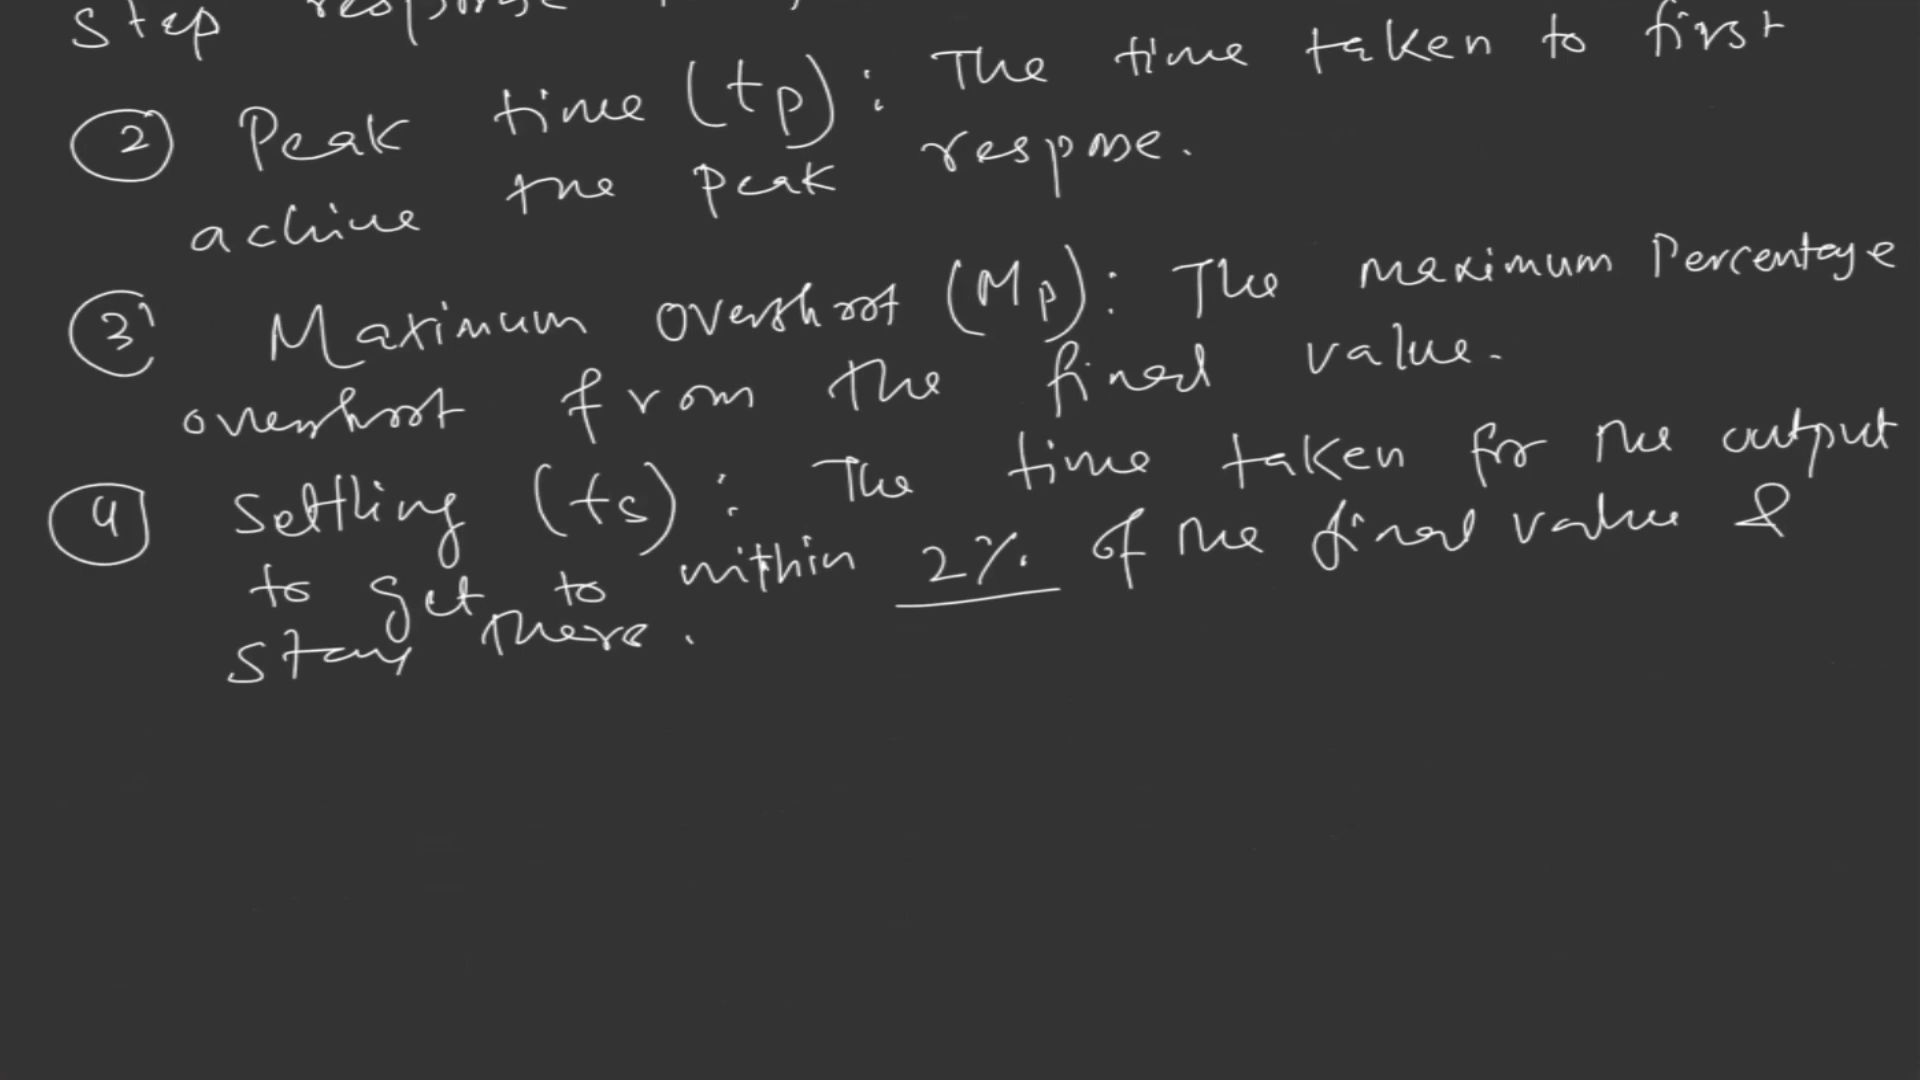 Step response
② Peak time (tp): The time taken to first
achive the peak response.
③ Maximum overshoot (Mp): The maximum Percentage
overshoot from the final value.
④ Settling (ts): The time taken for the output
to get to within 2% of the final value &
stay there.